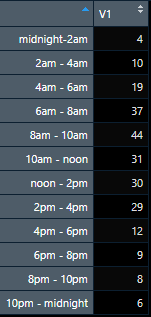 V1
midnight-2am 4
2am - 4am 10
4am - 6am 19
6am - 8am 37
8am - 10am 44
10am - noon 31
noon - 2pm 30
2pm - 4pm 29
4pm - 6pm 12
6pm - 8pm 9
8pm - 10pm 8
10pm - midnight 6